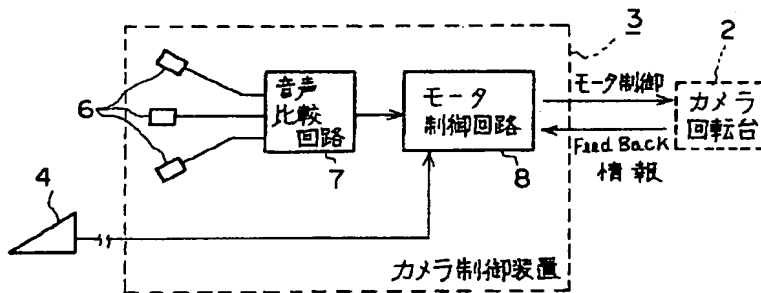 3
2
6
音声
比較
回路
7
モータ
制御回路
8
モータ制御
カメラ
回転台
Feed Back
情報
4
カメラ制御装置